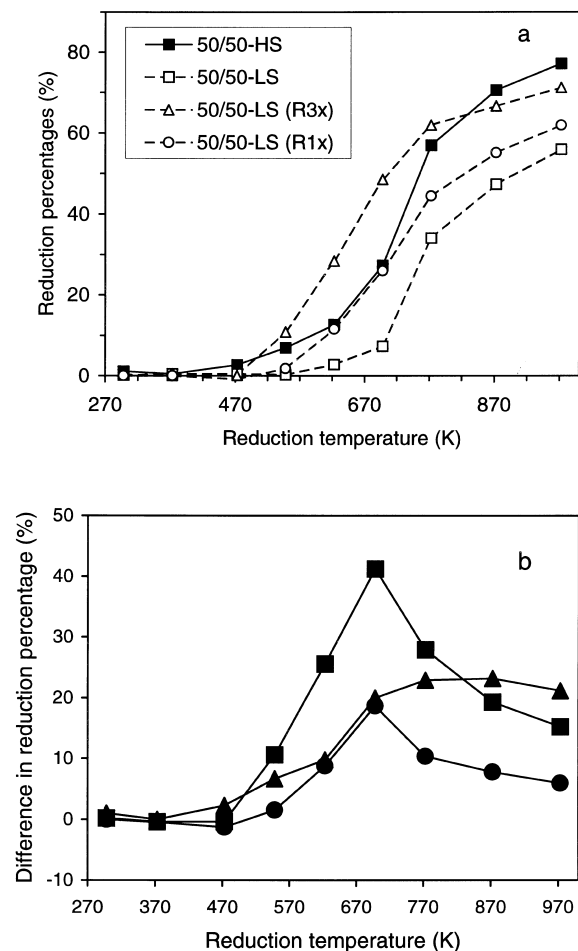 a
50/50-HS
50/50-LS
50/50-LS (R3x)
50/50-LS (R1x)
Reduction percentages (%)
80
60
40
20
0
270 470 670 870
Reduction temperature (K)
b
Difference in reduction percentage (%)
50
40
30
20
10
0
-10
270 370 470 570 670 770 870 970
Reduction temperature (K)